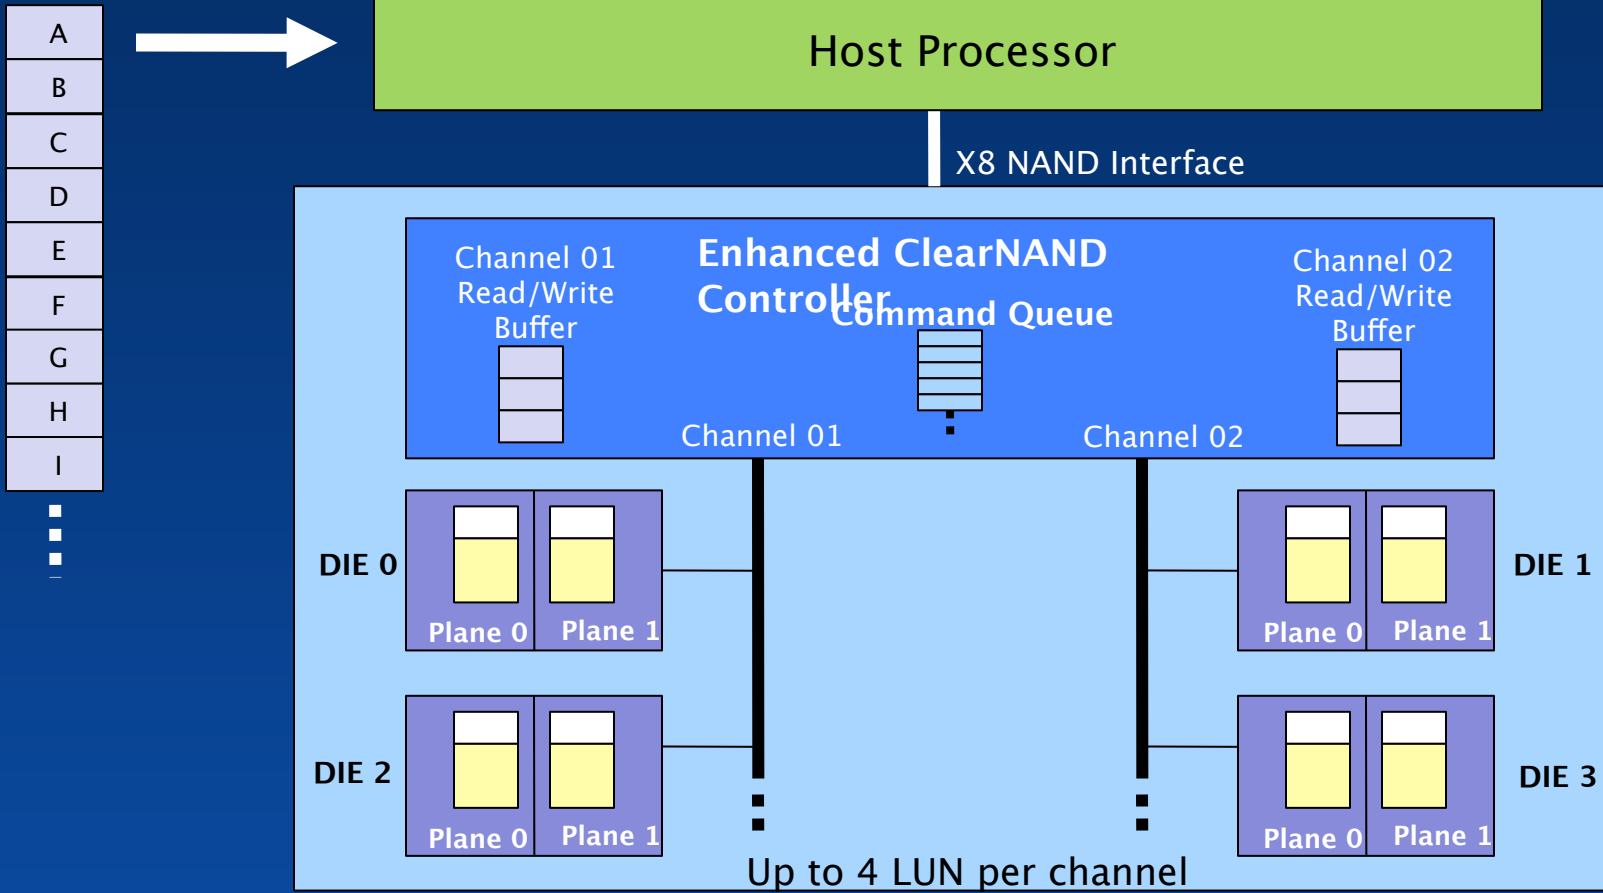 A
B
C
D
E
F
G
H
I
Host Processor
X8 NAND Interface
Channel 01
Read/Write
Buffer
Enhanced ClearNAND
Controller
Command Queue
Channel 02
Read/Write
Buffer
Channel 01
Channel 02
DIE 0
Plane 0
Plane 1
Plane 0
Plane 1
DIE 1
DIE 2
Plane 0
Plane 1
Plane 0
Plane 1
DIE 3
Up to 4 LUN per channel